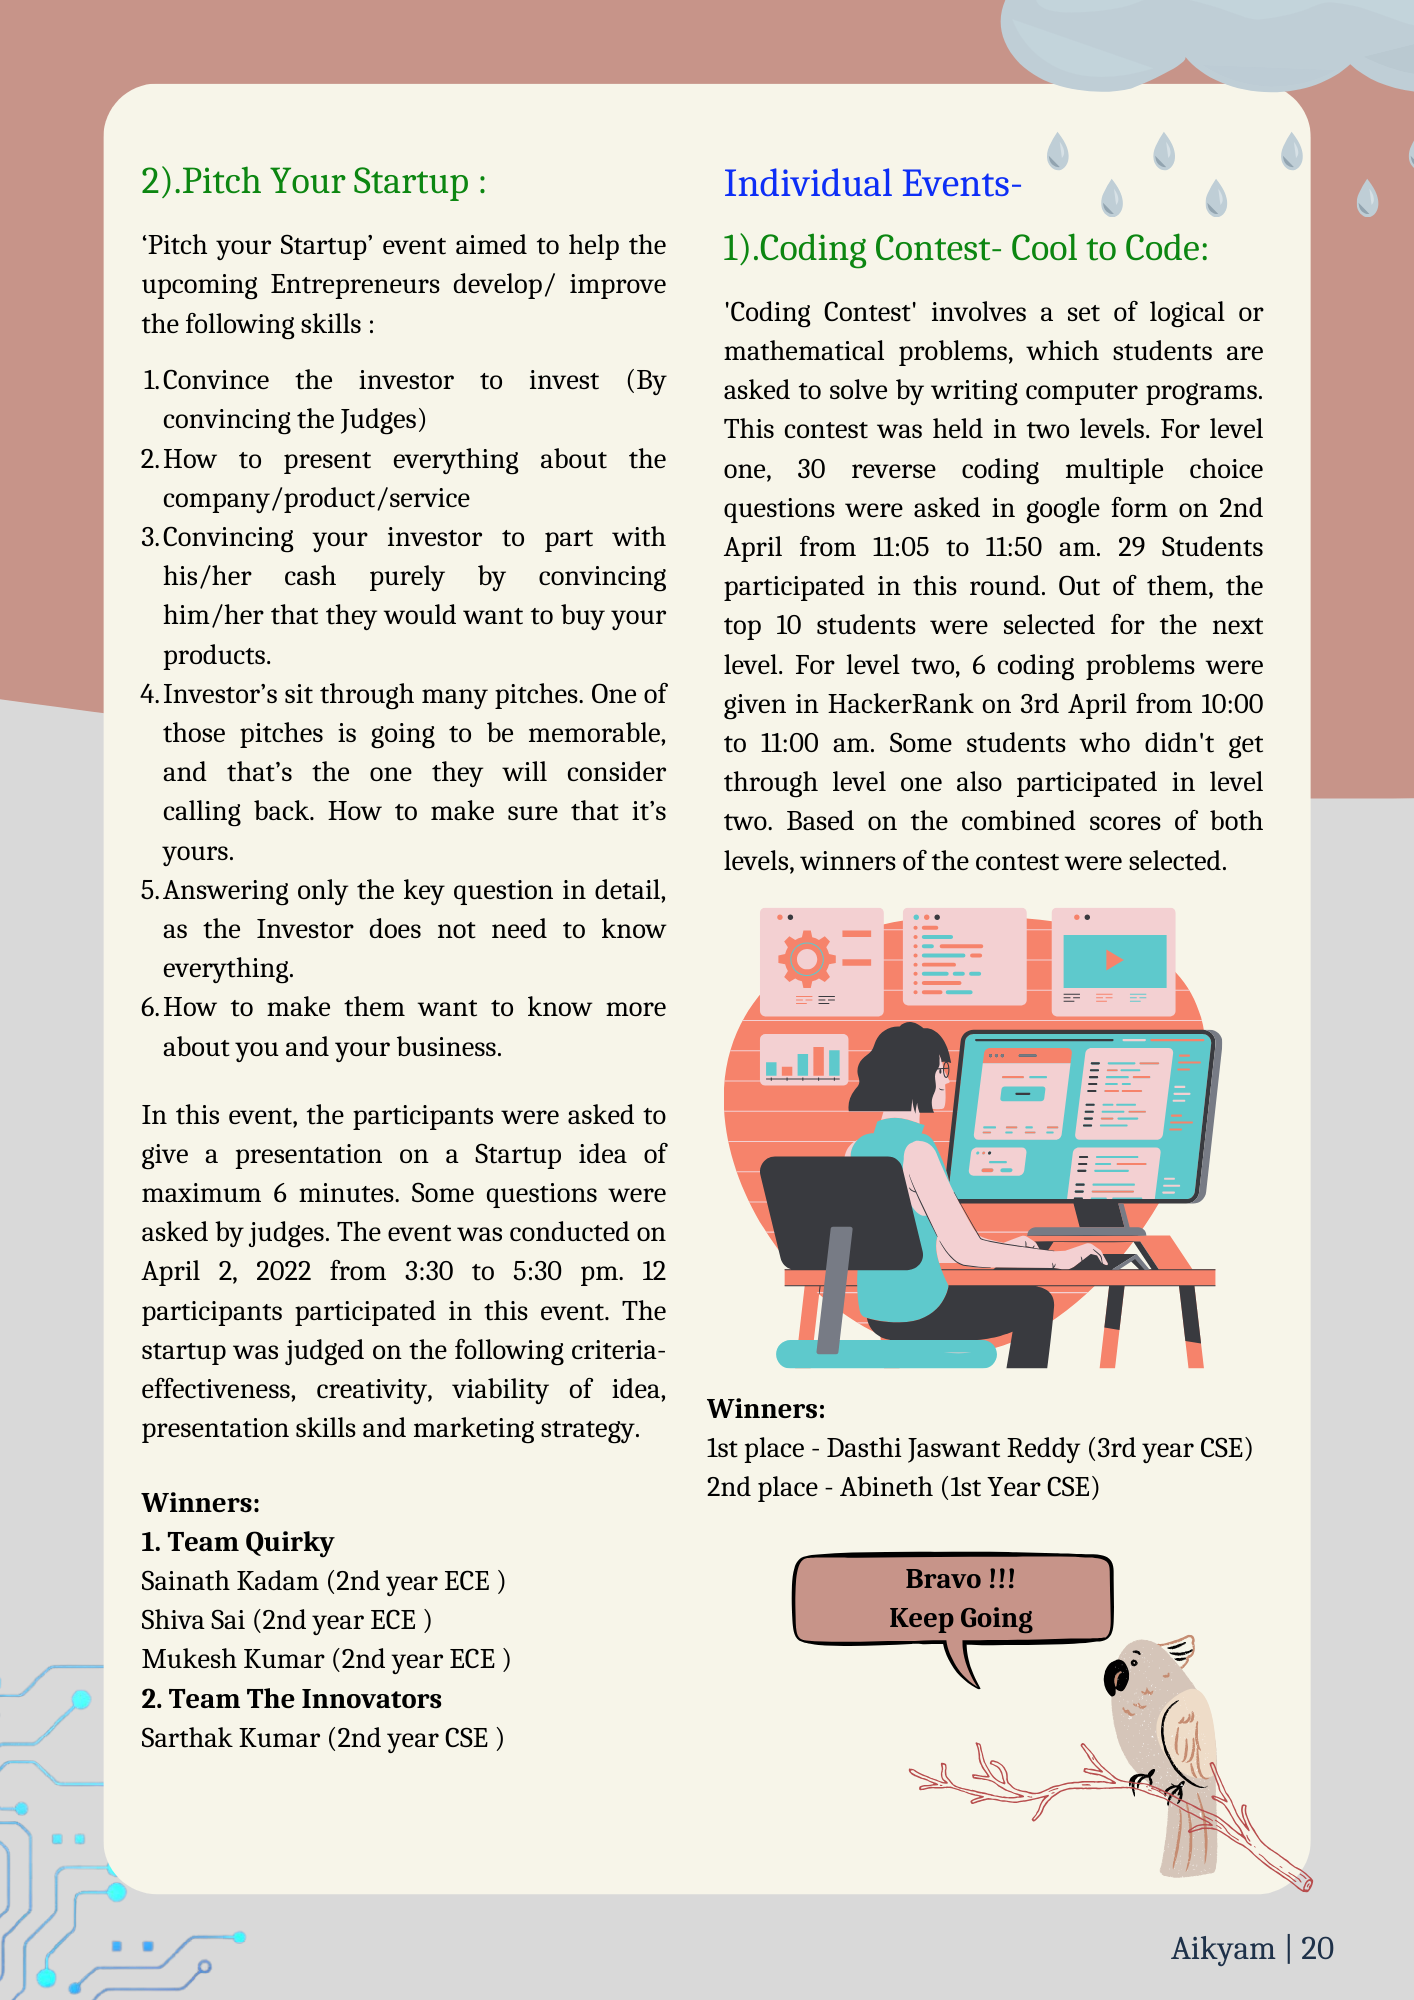 2).Pitch Your Startup :
‘Pitch your Startup’ event aimed to help the
upcoming Entrepreneurs develop/ improve
the following skills :
1. Convince the investor to invest (By
convincing the Judges)
2. How to present everything about the
company/product/service
3. Convincing your investor to part with
his/her cash purely by convincing
him/her that they would want to buy your
products.
4. Investor’s sit through many pitches. One of
those pitches is going to be memorable,
and that’s the one they will consider
calling back. How to make sure that it’s
yours.
5. Answering only the key question in detail,
as the Investor does not need to know
everything.
6. How to make them want to know more
about you and your business.
In this event, the participants were asked to
give a presentation on a Startup idea of
maximum 6 minutes. Some questions were
asked by judges. The event was conducted on
April 2, 2022 from 3:30 to 5:30 pm. 12
participants participated in this event. The
startup was judged on the following criteria-
effectiveness, creativity, viability of idea,
presentation skills and marketing strategy.
Winners:
1. Team Quirky
Sainath Kadam (2nd year ECE )
Shiva Sai (2nd year ECE )
Mukesh Kumar (2nd year ECE )
2. Team The Innovators
Sarthak Kumar (2nd year CSE )
Individual Events-
1).Coding Contest- Cool to Code:
'Coding Contest' involves a set of logical or
mathematical problems, which students are
asked to solve by writing computer programs.
This contest was held in two levels. For level
one, 30 reverse coding multiple choice
questions were asked in google form on 2nd
April from 11:05 to 11:50 am. 29 Students
participated in this round. Out of them, the
top 10 students were selected for the next
level. For level two, 6 coding problems were
given in HackerRank on 3rd April from 10:00
to 11:00 am. Some students who didn't get
through level one also participated in level
two. Based on the combined scores of both
levels, winners of the contest were selected.
Winners:
1st place - Dasthi Jaswant Reddy (3rd year CSE)
2nd place - Abineth (1st Year CSE)
Bravo !!!
Keep Going
Aikyam | 20